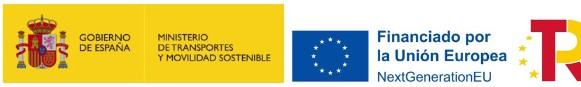 GOBIERNO
DE ESPAÑA
MINISTERIO
DE TRANSPORTES
Y MOVILIDAD SOSTENIBLE
Financiado por
la Unión Europea
NextGenerationEU